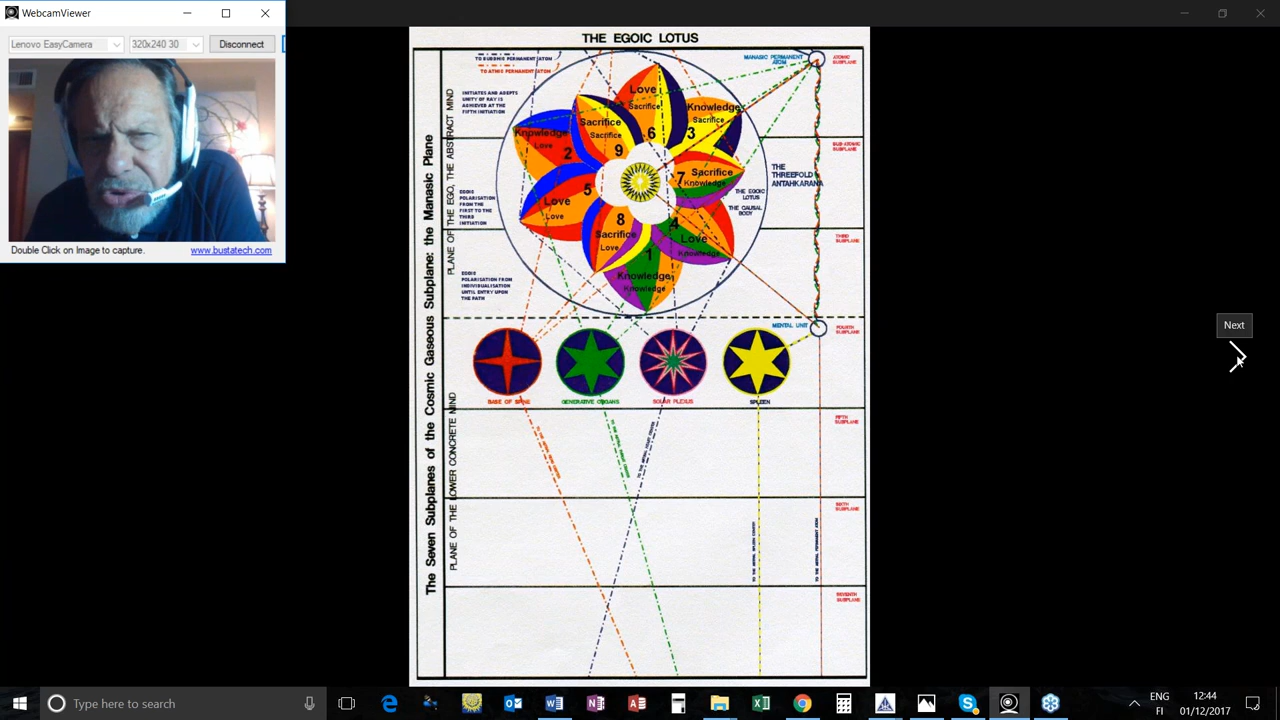 WebcamViewer
Lenovo EasyCamera
320x240 30
Disconnect
Double Click on Image to capture.
www.bustatech.com
THE EGOIC LOTUS
TO BUDDHIC PERMANENT ATOM
TO ATMIC PERMANENT ATOM
MANASIC PERMANENT
ATOM
ATOMIC
SUBPLANE
INITIATES AND ADEPTS
UNITY OF RAY IS
ACHIEVED AT THE
FIFTH INITIATION
Love
Sacrifice
6
Knowledge
Sacrifice
3
Sacrifice
Sacrifice
9
Knowledge
Love
2
SUB-ATOMIC
SUBPLANE
THE
THREEFOLD
ANTAHKARANA
7
Sacrifice
Knowledge
5
Love
Love
THE EGOIC
LOTUS
THE CAUSAL
BODY
EGOIC
POLARISATION
FROM THE
FIRST TO THE
THIRD
INITIATION
8
Sacrifice
Love
4
Love
Knowledge
THIRD
SUBPLANE
1
Knowledge
Knowledge
EGOIC
POLARISATION FROM
INDIVIDUALISATION
UNTIL ENTRY UPON
THE PATH
MENTAL UNIT
FOURTH
SUBPLANE
BASE OF SPINE
GENERATIVE ORGANS
SOLAR PLEXUS
SPLEEN
FIFTH
SUBPLANE
SIXTH
SUBPLANE
SEVENTH
SUBPLANE
The Seven Subplanes of the Cosmic Gaseous Subplane: the Manasic Plane
PLANE OF THE EGO, THE ABSTRACT MIND
PLANE OF THE LOWER CONCRETE MIND
Type here to search
ENG
FI
12:44
01/12/2017